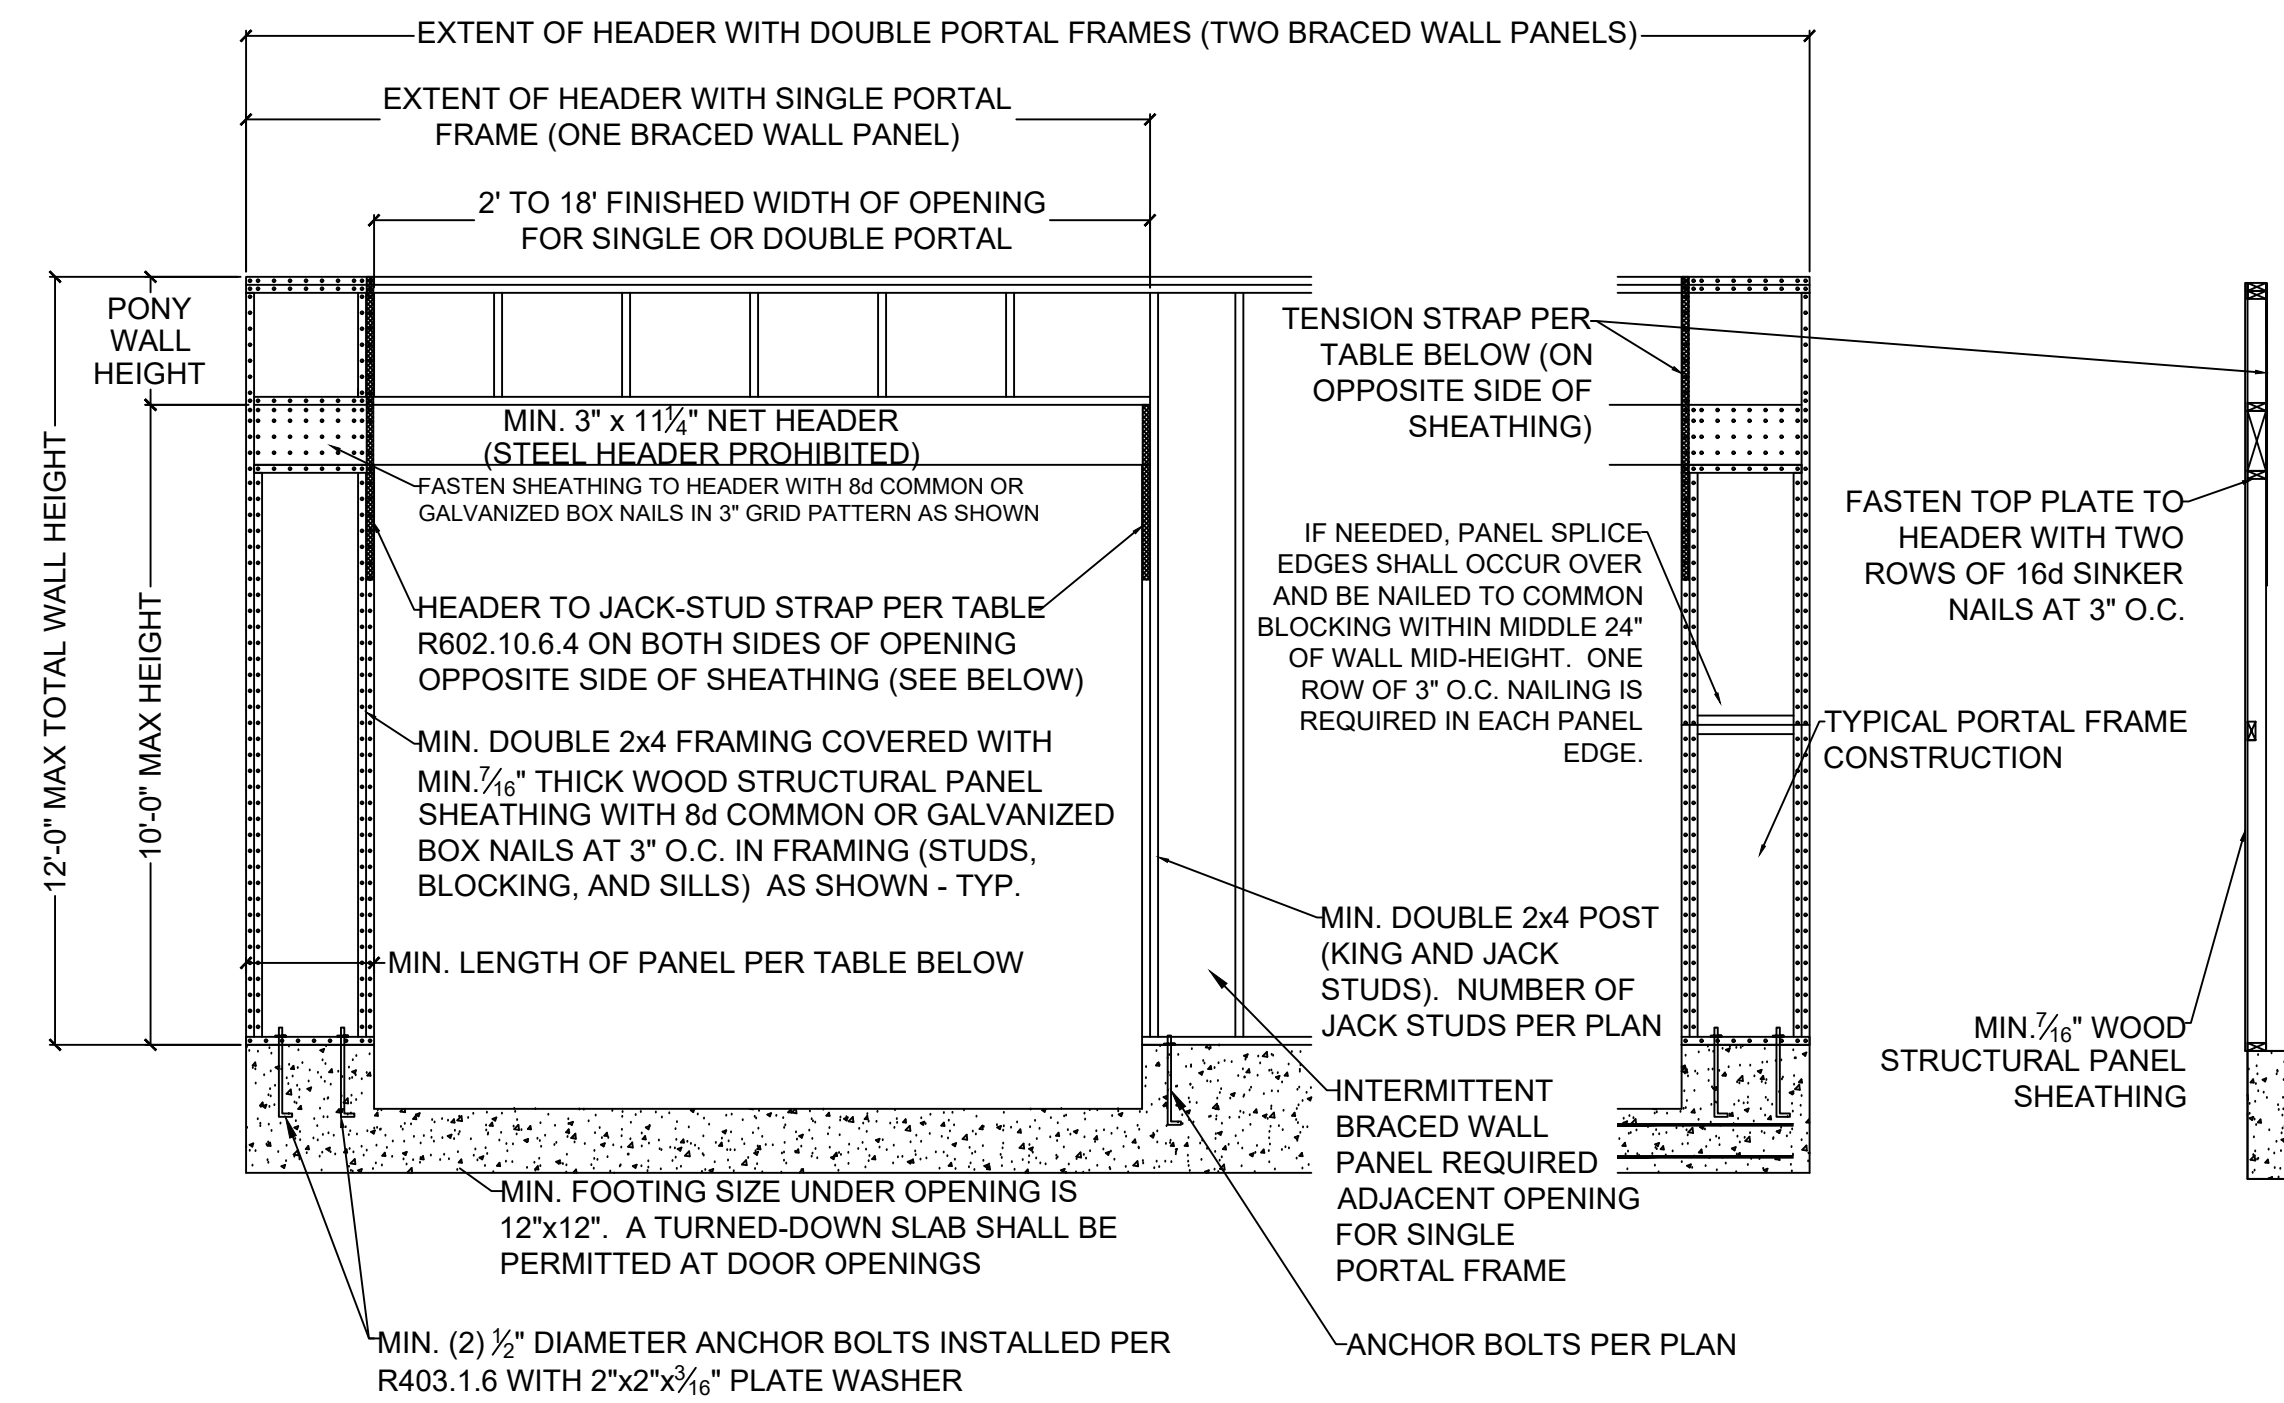 EXTENT OF HEADER WITH DOUBLE PORTAL FRAMES (TWO BRACED WALL PANELS)
EXTENT OF HEADER WITH SINGLE PORTAL
FRAME (ONE BRACED WALL PANEL)
2' TO 18' FINISHED WIDTH OF OPENING
FOR SINGLE OR DOUBLE PORTAL
PONY
WALL
HEIGHT
12'-0" MAX TOTAL WALL HEIGHT
10'-0" MAX HEIGHT
MIN. 3" x 11¼" NET HEADER
(STEEL HEADER PROHIBITED)
FASTEN SHEATHING TO HEADER WITH 8d COMMON OR
GALVANIZED BOX NAILS IN 3" GRID PATTERN AS SHOWN
HEADER TO JACK-STUD STRAP PER TABLE
R602.10.6.4 ON BOTH SIDES OF OPENING
OPPOSITE SIDE OF SHEATHING (SEE BELOW)
MIN. DOUBLE 2x4 FRAMING COVERED WITH
MIN.7⁄16" THICK WOOD STRUCTURAL PANEL
SHEATHING WITH 8d COMMON OR GALVANIZED
BOX NAILS AT 3" O.C. IN FRAMING (STUDS,
BLOCKING, AND SILLS) AS SHOWN - TYP.
MIN. LENGTH OF PANEL PER TABLE BELOW
MIN. FOOTING SIZE UNDER OPENING IS
12"x12". A TURNED-DOWN SLAB SHALL BE
PERMITTED AT DOOR OPENINGS
MIN. (2) ½" DIAMETER ANCHOR BOLTS INSTALLED PER
R403.1.6 WITH 2"x2"x3⁄16" PLATE WASHER
TENSION STRAP PER
TABLE BELOW (ON
OPPOSITE SIDE OF
SHEATHING)
IF NEEDED, PANEL SPLICE
EDGES SHALL OCCUR OVER
AND BE NAILED TO COMMON
BLOCKING WITHIN MIDDLE 24"
OF WALL MID-HEIGHT. ONE
ROW OF 3" O.C. NAILING IS
REQUIRED IN EACH PANEL
EDGE.
MIN. DOUBLE 2x4 POST
(KING AND JACK
STUDS). NUMBER OF
JACK STUDS PER PLAN
INTERMITTENT
BRACED WALL
PANEL REQUIRED
ADJACENT OPENING
FOR SINGLE
PORTAL FRAME
ANCHOR BOLTS PER PLAN
FASTEN TOP PLATE TO
HEADER WITH TWO
ROWS OF 16d SINKER
NAILS AT 3" O.C.
TYPICAL PORTAL FRAME
CONSTRUCTION
MIN.7⁄16" WOOD
STRUCTURAL PANEL
SHEATHING